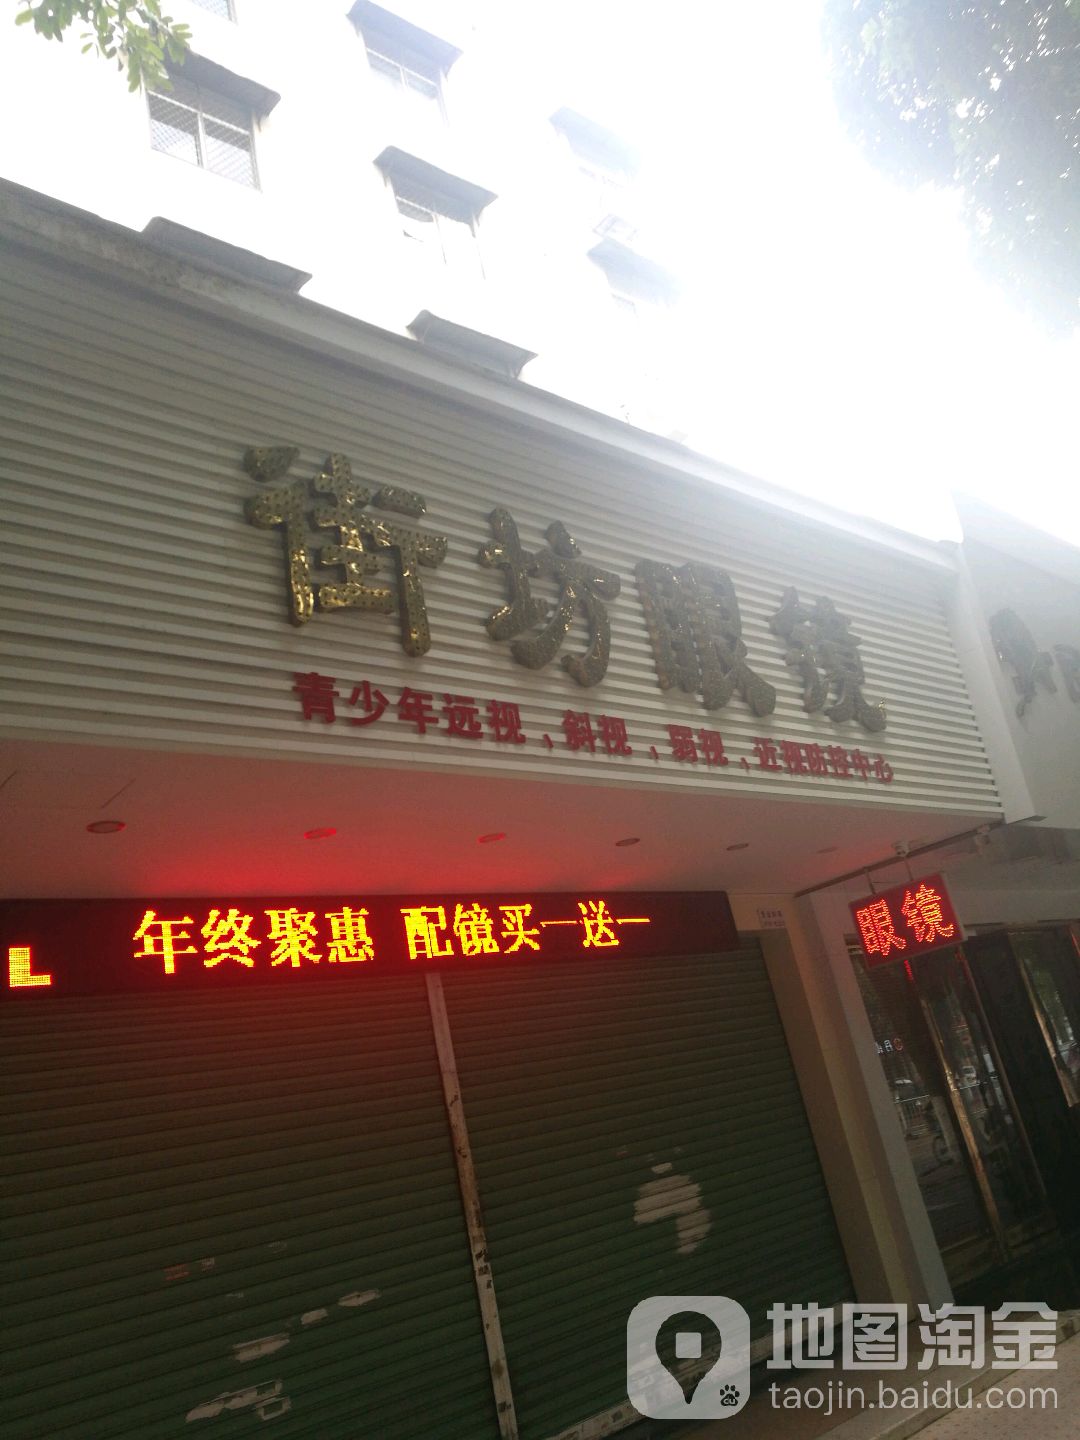 街坊眼镜
青少年远视、斜视、弱视、近视防控中心
年终聚惠 配镜买一送一
眼镜
地图淘金
taojin.baidu.com